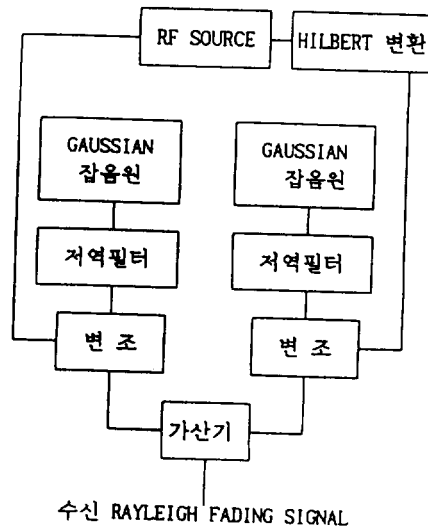 RF SOURCE
HILBERT 변환
GAUSSIAN
잡음원
GAUSSIAN
잡음원
저역필터
저역필터
변 조
변 조
가산기
수신 RAYLEIGH FADING SIGNAL